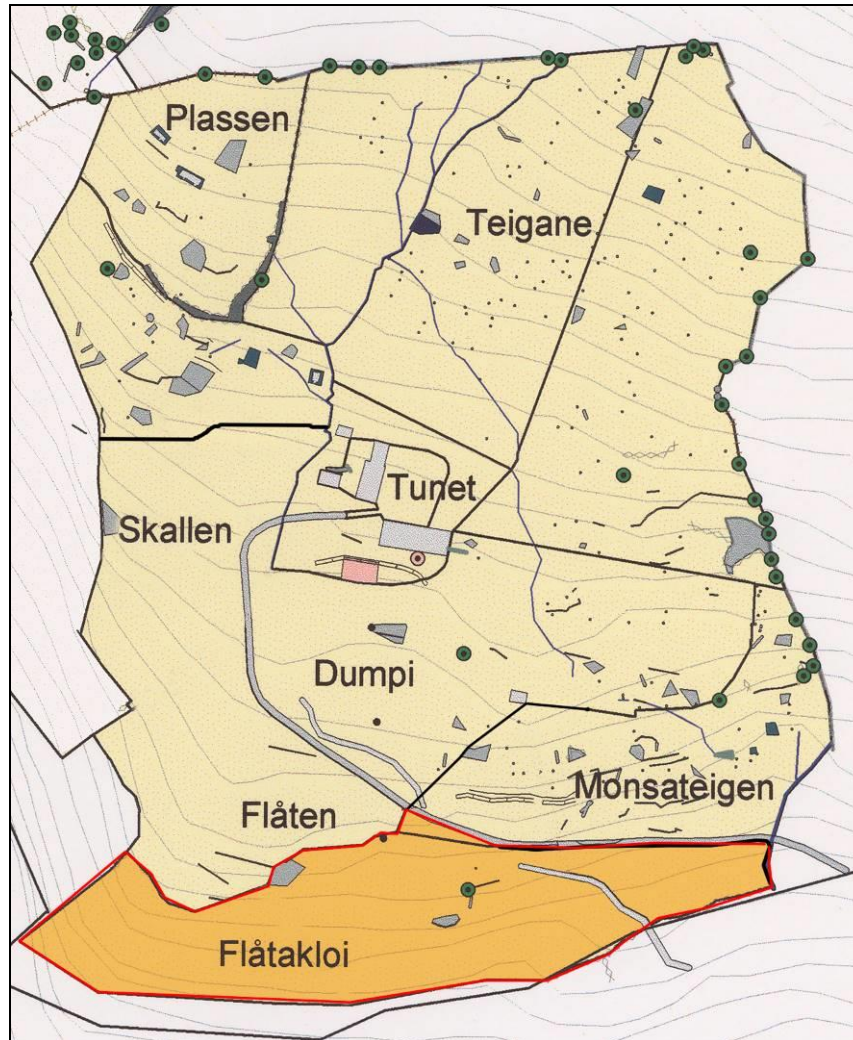 Plassen
Teigane
Tunet
Skallen
Dumpi
Monsateigen
Flåten
Flåtakloi